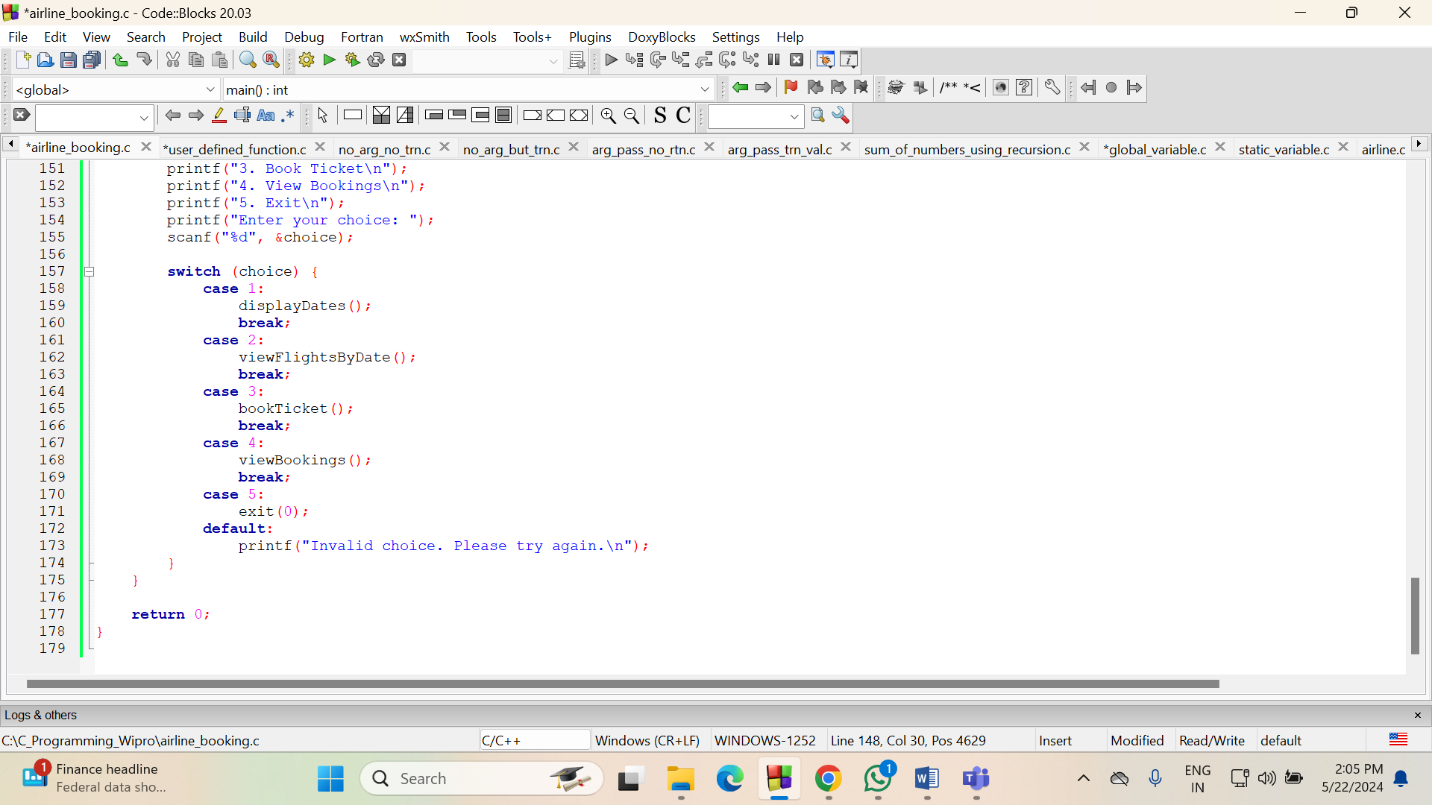 *airline_booking.c - Code::Blocks 20.03
File Edit View Search Project Build Debug Fortran wxSmith Tools Tools+ Plugins DoxyBlocks Settings Help
<global> main() : int
/** *<
Aa .* S C
*airline_booking.c *user_defined_function.c no_arg_no_trn.c no_arg_but_trn.c arg_pass_no_rtn.c arg_pass_trn_val.c sum_of_numbers_using_recursion.c *global_variable.c static_variable.c airline.c
151 printf("3. Book Ticket\n");
152 printf("4. View Bookings\n");
153 printf("5. Exit\n");
154 printf("Enter your choice: ");
155 scanf("%d", &choice);
156
157 switch (choice) {
158 case 1:
159 displayDates();
160 break;
161 case 2:
162 viewFlightsByDate();
163 break;
164 case 3:
165 bookTicket();
166 break;
167 case 4:
168 viewBookings();
169 break;
170 case 5:
171 exit(0);
172 default:
173 printf("Invalid choice. Please try again.\n");
174 }
175 }
176
177 return 0;
178 }
179
Logs & others
C:\C_Programming_Wipro\airline_booking.c C/C++ Windows (CR+LF) WINDOWS-1252 Line 148, Col 30, Pos 4629 Insert Modified Read/Write default
1 Finance headline
Federal data sho...
Search
1
ENG
IN
2:05 PM
5/22/2024